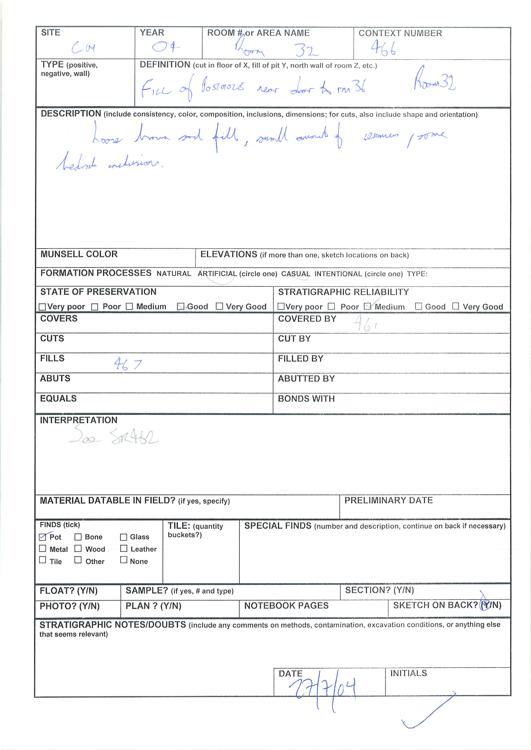 SITE YEAR ROOM #,or AREA NAME CONTEXT NUMBER
CM 04 Room 32 466
TYPE (positive, negative, wall) DEFINITION (cut in floor of X, fill of pit Y, north wall of room Z, etc.)
Fill of Posthole near door to rm 36 Room 32
DESCRIPTION (include consistency, color, composition, inclusions, dimensions; for cuts, also include shape and orientation)
Loose brown soil fill, small amounts of , some
inclusions.
MUNSELL COLOR ELEVATIONS (if more than one, sketch locations on back)
FORMATION PROCESSES NATURAL ARTIFICIAL (circle one) CASUAL INTENTIONAL (circle one) TYPE:
STATE OF PRESERVATION STRATIGRAPHIC RELIABILITY
Very poor Poor Medium Good Very Good Very poor Poor Medium Good Very Good
COVERS COVERED BY 461
CUTS CUT BY
FILLS 467 FILLED BY
ABUTS ABUTTED BY
EQUALS BONDS WITH
INTERPRETATION
See 462
MATERIAL DATABLE IN FIELD? (if yes, specify) PRELIMINARY DATE
FINDS (tick) TILE: (quantity buckets?) SPECIAL FINDS (number and description, continue on back if necessary)
Pot Bone Glass
Metal Wood Leather
Tile Other None
FLOAT? (Y/N) SAMPLE? (if yes, # and type) SECTION? (Y/N)
PHOTO? (Y/N) PLAN ? (Y/N) NOTEBOOK PAGES SKETCH ON BACK? (Y/N)
STRATIGRAPHIC NOTES/DOUBTS (include any comments on methods, contamination, excavation conditions, or anything else
that seems relevant)
DATE INITIALS
27/7/04